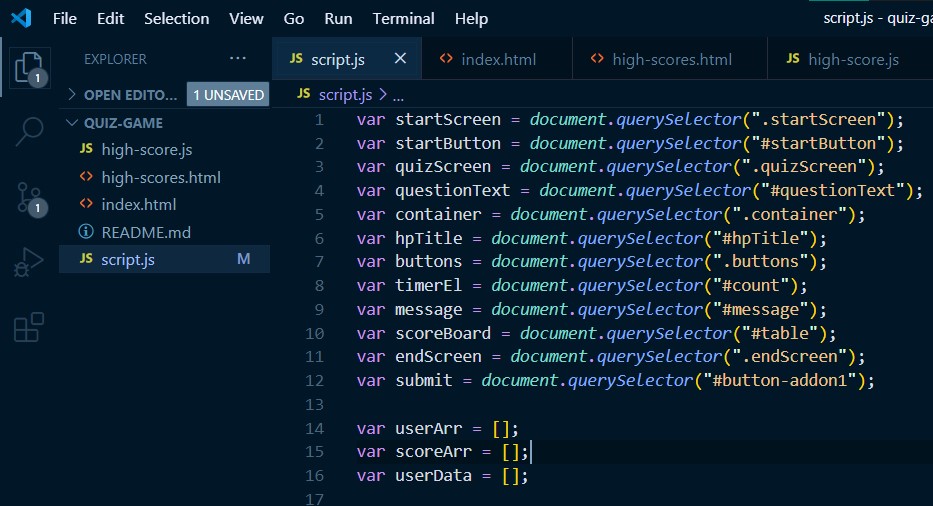 File Edit Selection View Go Run Terminal Help script.js - quiz-ga
EXPLORER ···
script.js
index.html
high-scores.html
high-score.js
OPEN EDITO... 1 UNSAVED
QUIZ-GAME
JS high-score.js
<> high-scores.html
<> index.html
README.md
JS script.js M
1
1
JS script.js > ...
1 var startScreen = document.querySelector(".startScreen");
2 var startButton = document.querySelector("#startButton");
3 var quizScreen = document.querySelector(".quizScreen");
4 var questionText = document.querySelector("#questionText");
5 var container = document.querySelector(".container");
6 var hpTitle = document.querySelector("#hpTitle");
7 var buttons = document.querySelector(".buttons");
8 var timerEl = document.querySelector("#count");
9 var message = document.querySelector("#message");
10 var scoreBoard = document.querySelector("#table");
11 var endScreen = document.querySelector(".endScreen");
12 var submit = document.querySelector("#button-addon1");
13
14 var userArr = [];
15 var scoreArr = [];
16 var userData = [];
17